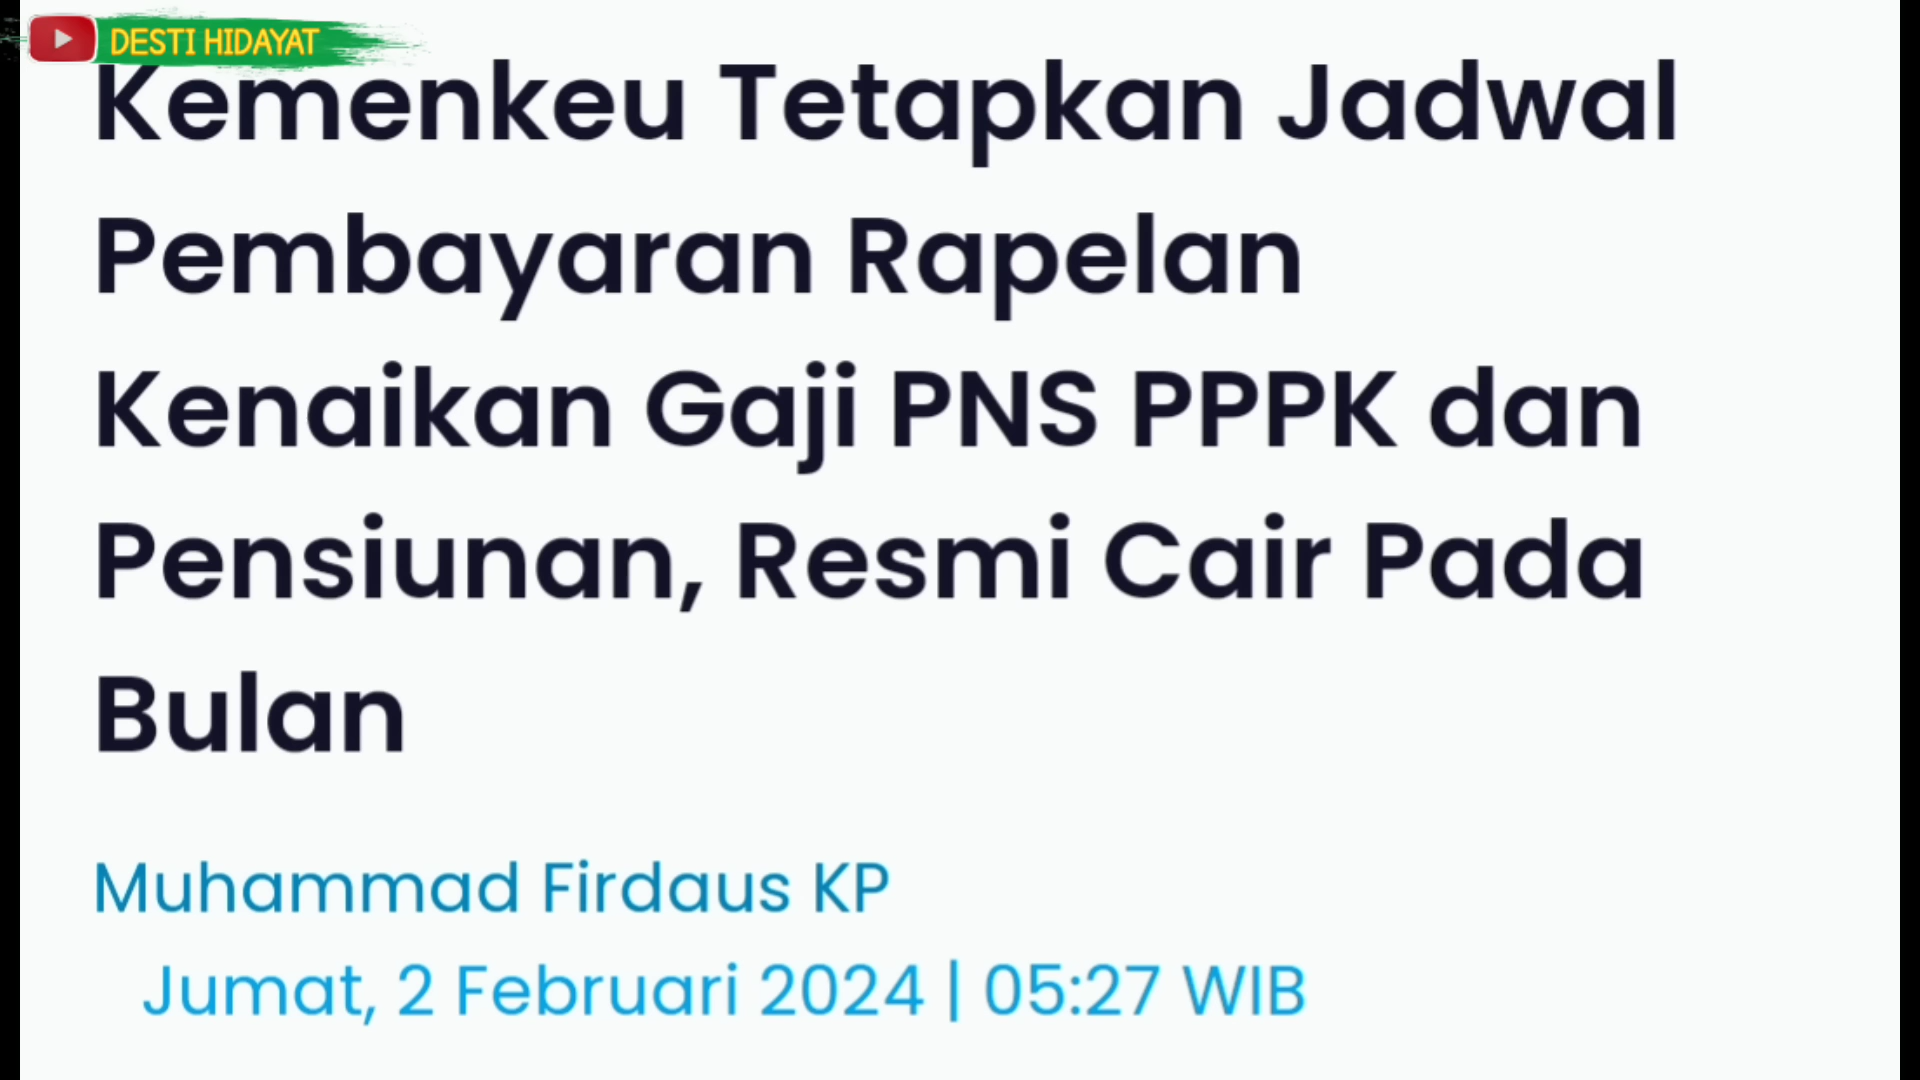 DESTI HIDAYAT
Kemenkeu Tetapkan Jadwal
Pembayaran Rapelan
Kenaikan Gaji PNS PPPK dan
Pensiunan, Resmi Cair Pada
Bulan
Muhammad Firdaus KP
Jumat, 2 Februari 2024 | 05:27 WIB